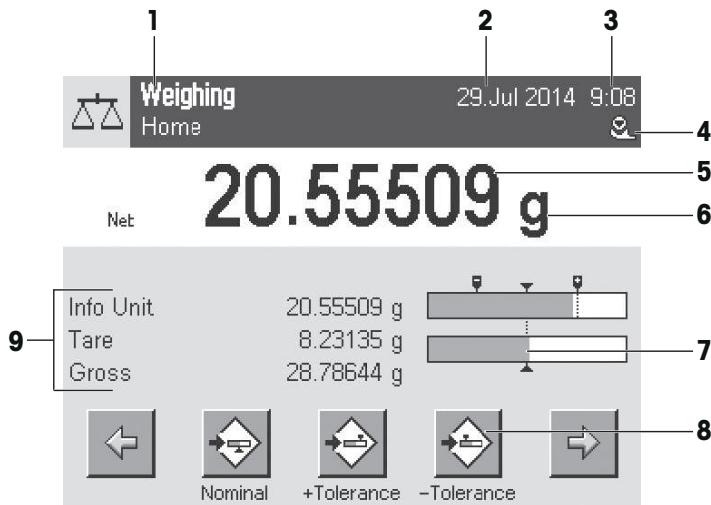 1 2 3
Weighing 29.Jul 2014 9:08
Home
4
5
Net 20.55509 g
6
Info Unit 20.55509 g
9 Tare 8.23135 g
7
Gross 28.78644 g
8
Nominal +Tolerance −Tolerance